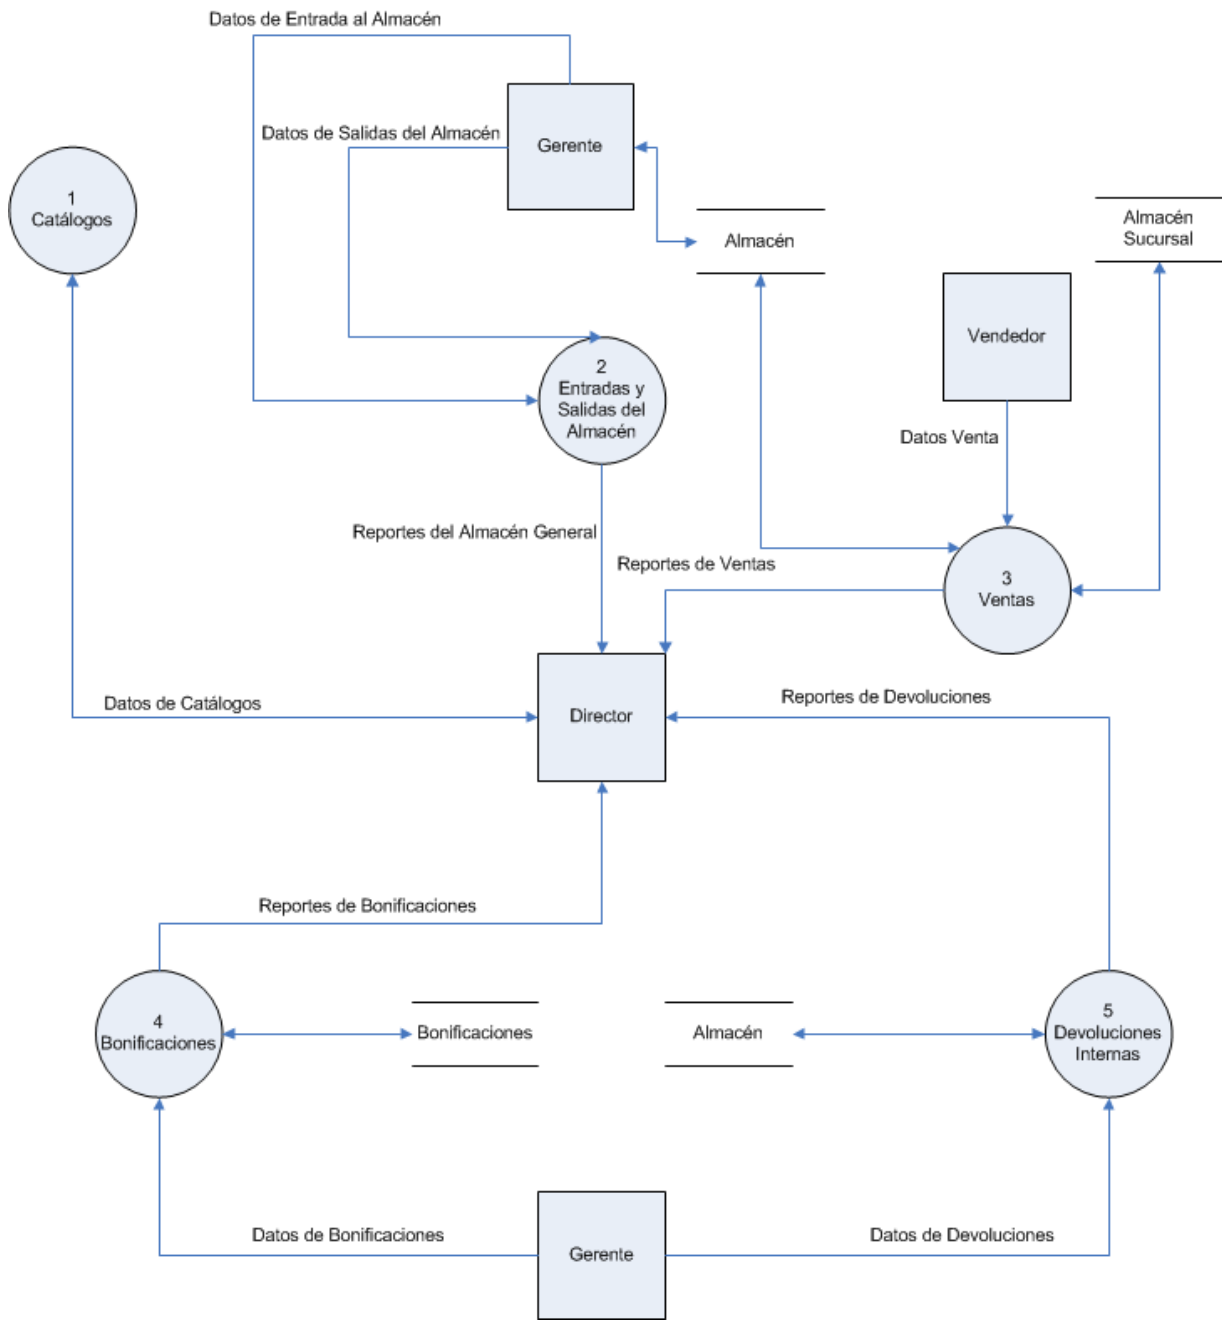 Datos de Entrada al Almacén
Datos de Salidas del Almacén
Gerente
1
Catálogos
Almacén
Almacén
Sucursal
Vendedor
2
Entradas y
Salidas del
Almacén
Datos Venta
Reportes del Almacén General
Reportes de Ventas
3
Ventas
Datos de Catálogos
Director
Reportes de Devoluciones
Reportes de Bonificaciones
4
Bonificaciones
Bonificaciones
Almacén
5
Devoluciones
Internas
Datos de Bonificaciones
Gerente
Datos de Devoluciones